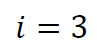 i = 3